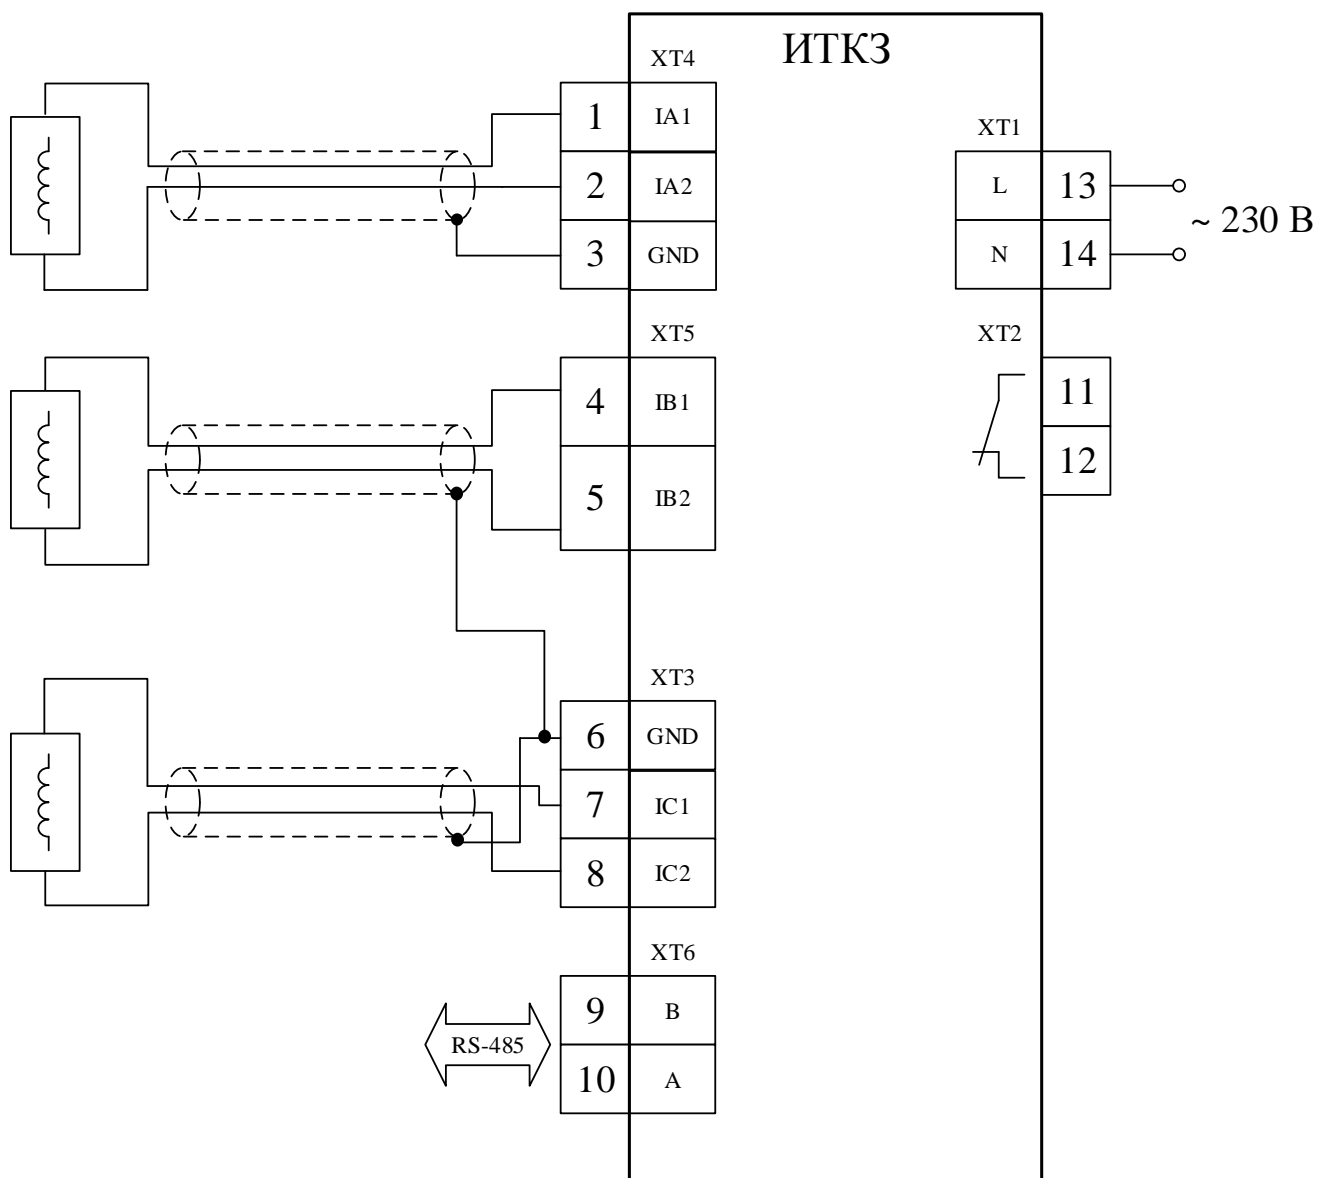 ИТКЗ
XT4
1 IA1
2 IA2
3 GND
XT1
L 13
N 14
~ 230 В
XT5
4 IB1
5 IB2
XT2
11
12
XT3
6 GND
7 IC1
8 IC2
XT6
9 B
10 A
RS-485